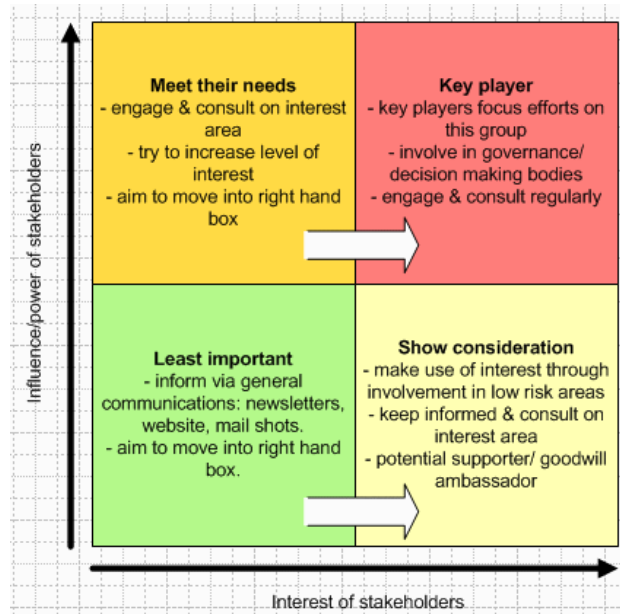 Influence/power of stakeholders
Meet their needs
- engage & consult on interest
area
- try to increase level of
interest
- aim to move into right hand
box
Key player
- key players focus efforts on
this group
- involve in governance/
decision making bodies
- engage & consult regularly
Least important
- inform via general
communications: newsletters,
website, mail shots.
- aim to move into right hand
box.
Show consideration
- make use of interest through
involvement in low risk areas
- keep informed & consult on
interest area
- potential supporter/ goodwill
ambassador
Interest of stakeholders